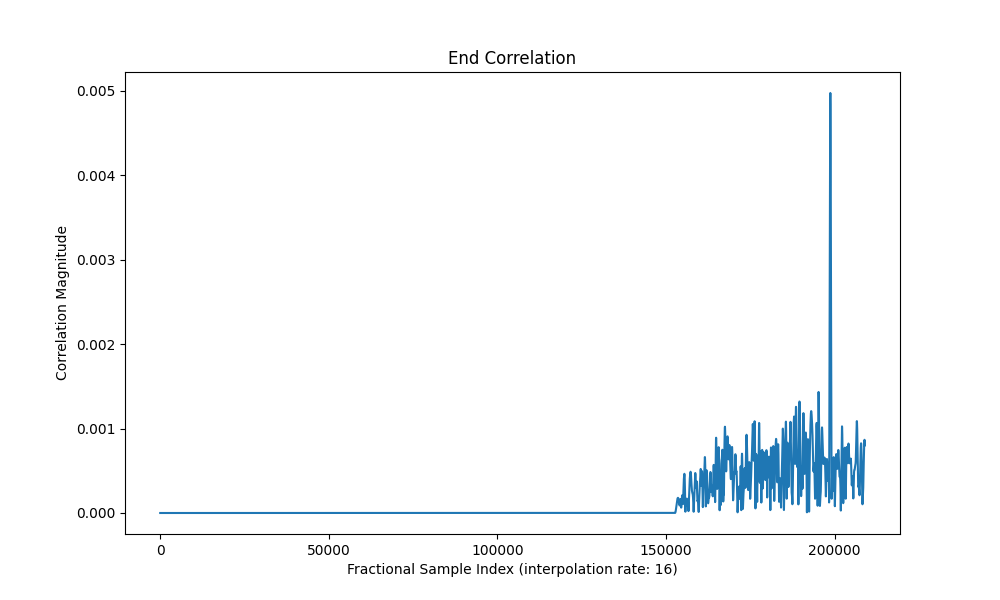 End Correlation
0.005
0.004
0.003
0.002
0.001
0.000
Correlation Magnitude
0 50000 100000 150000 200000
Fractional Sample Index (interpolation rate: 16)